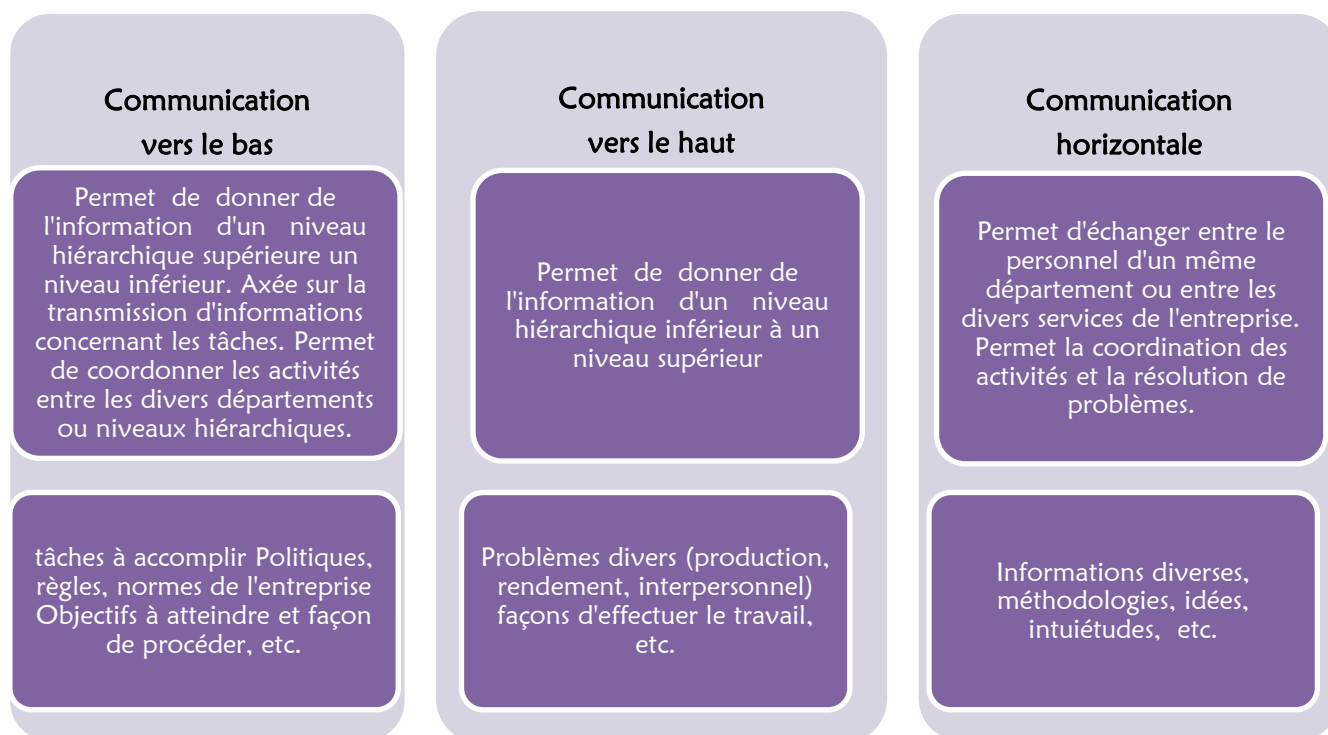 Communication
vers le bas
Permet de donner de
l'information d'un niveau
hiérarchique supérieure un
niveau inférieur. Axée sur la
transmission d'informations
concernant les tâches. Permet
de coordonner les activités
entre les divers départements
ou niveaux hiérarchiques.
tâches à accomplir Politiques,
règles, normes de l'entreprise
Objectifs à atteindre et façon
de procéder, etc.
Communication
vers le haut
Permet de donner de
l'information d'un niveau
hiérarchique inférieur à un
niveau supérieur
Problèmes divers (production,
rendement, interpersonnel)
façons d'effectuer le travail,
etc.
Communication
horizontale
Permet d'échanger entre le
personnel d'un même
département ou entre les
divers services de l'entreprise.
Permet la coordination des
activités et la résolution de
problèmes.
Informations diverses,
méthodologies, idées,
intuiétudes, etc.